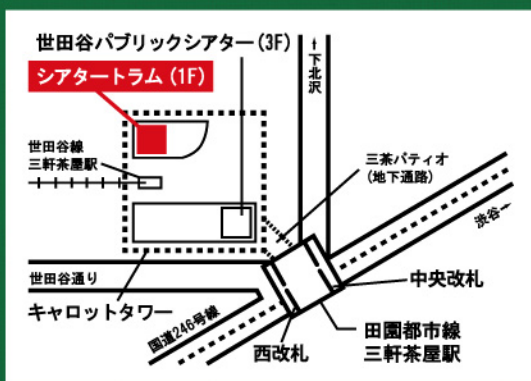 世田谷パブリックシアター(3F)
シアタートラム(1F)
↑下北沢
世田谷線
三軒茶屋駅
三茶パティオ
(地下通路)
渋谷→
世田谷通り
キャロットタワー
国道246号線
中央改札
西改札
田園都市線
三軒茶屋駅